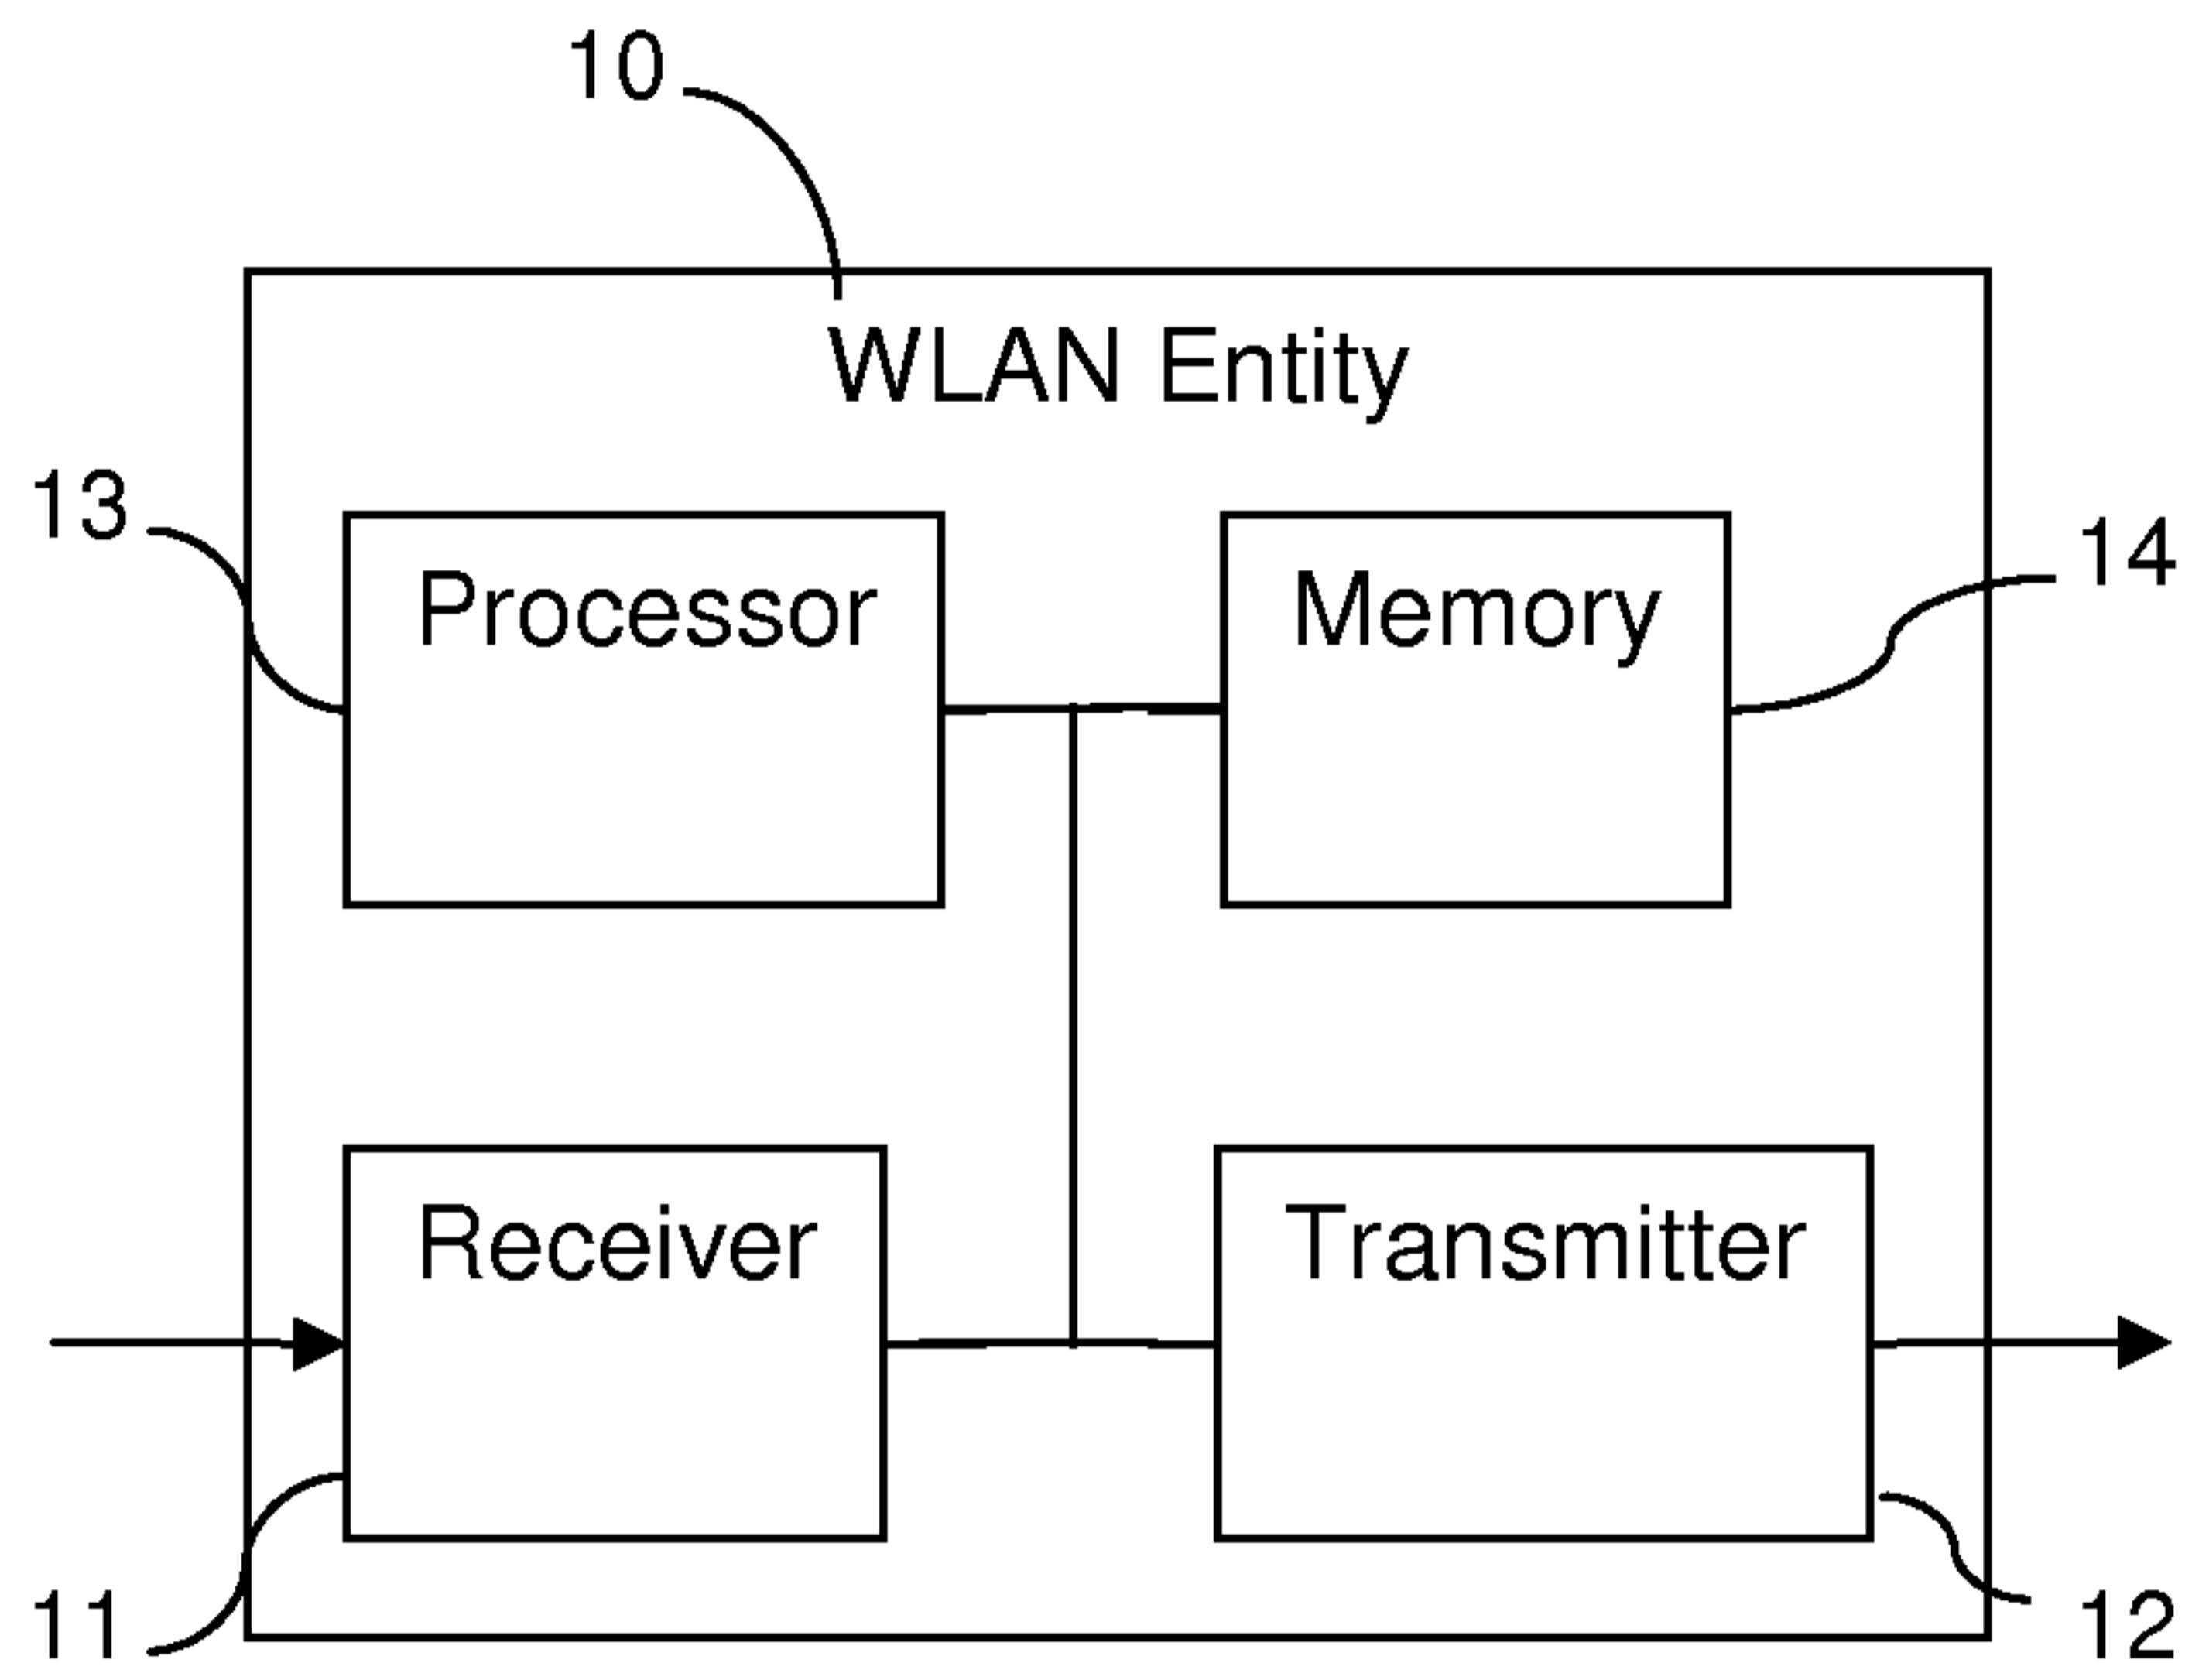 10
WLAN Entity
13
Processor
Memory
14
Receiver
Transmitter
11
12